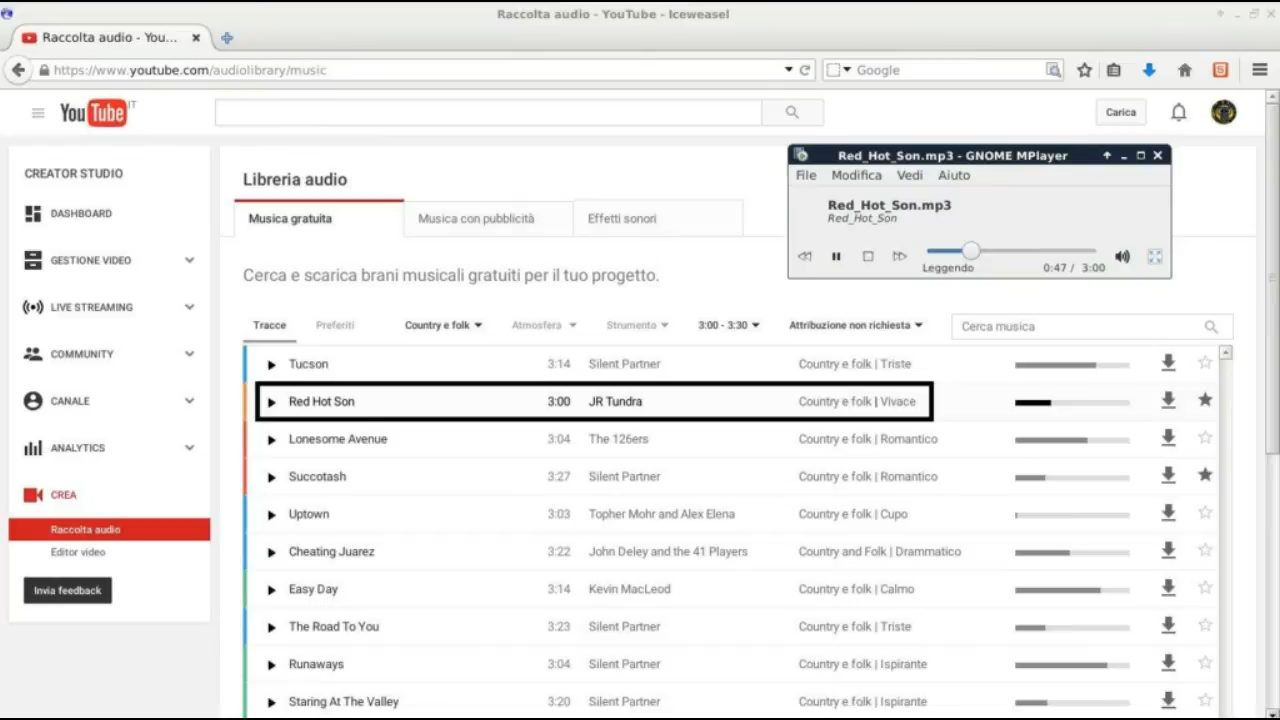 Raccolta audio - YouTube - Iceweasel
Raccolta audio - You...
https://www.youtube.com/audiolibrary/music
Google
You Tube IT
Carica
CREATOR STUDIO
DASHBOARD
GESTIONE VIDEO
LIVE STREAMING
COMMUNITY
CANALE
ANALYTICS
CREA
Raccolta audio
Editor video
Invia feedback
Libreria audio
Musica gratuita Musica con pubblicità Effetti sonori
Cerca e scarica brani musicali gratuiti per il tuo progetto.
Red_Hot_Son.mp3 - GNOME MPlayer
File Modifica Vedi Aiuto
Red_Hot_Son.mp3
Red_Hot_Son
Leggendo 0:47 / 3:00
Tracce Preferiti Country e folk Atmosfera Strumento 3:00 - 3:30 Attribuzione non richiesta Cerca musica
Tucson 3:14 Silent Partner Country e folk | Triste
Red Hot Son 3:00 JR Tundra Country e folk | Vivace
Lonesome Avenue 3:04 The 126ers Country e folk | Romantico
Succotash 3:27 Silent Partner Country e folk | Romantico
Uptown 3:03 Topher Mohr and Alex Elena Country e folk | Cupo
Cheating Juarez 3:22 John Deley and the 41 Players Country and Folk | Drammatico
Easy Day 3:14 Kevin MacLeod Country e folk | Calmo
The Road To You 3:23 Silent Partner Country e folk | Triste
Runaways 3:04 Silent Partner Country e folk | Ispirante
Staring At The Valley 3:20 Silent Partner Country e folk | Ispirante